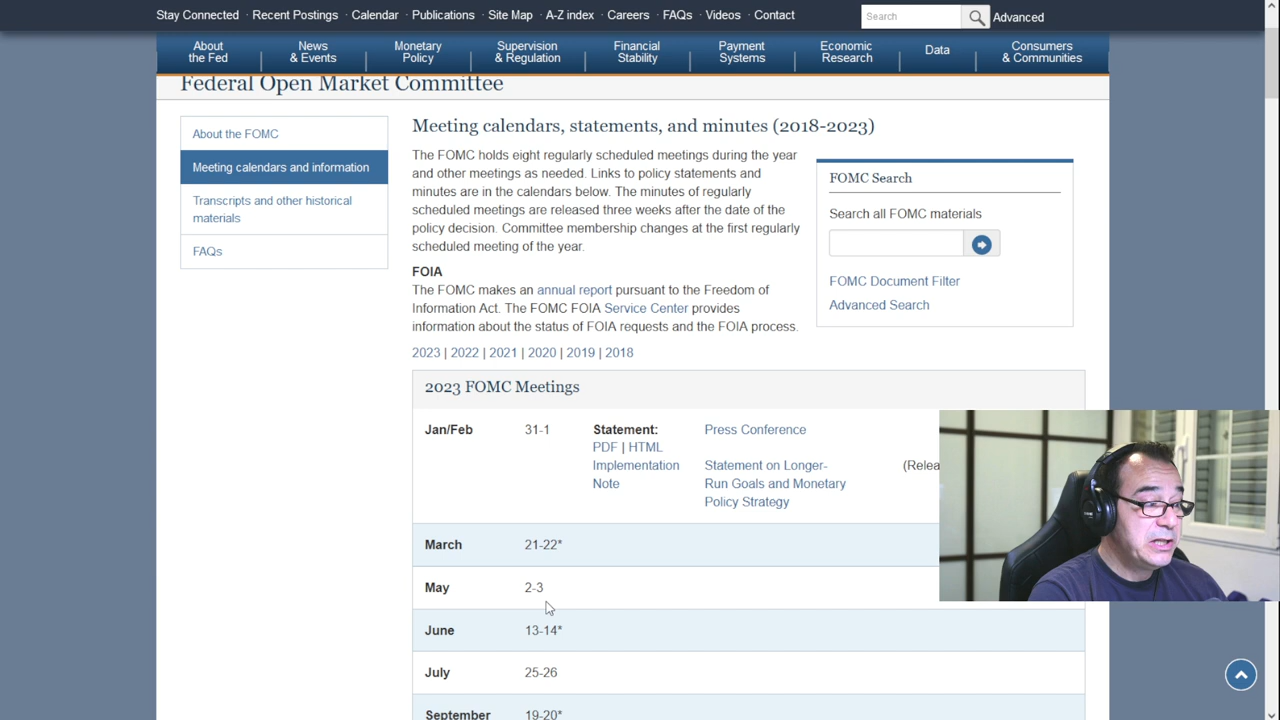 Stay Connected · Recent Postings · Calendar · Publications · Site Map · A-Z index · Careers · FAQs · Videos · Contact
Search
Advanced
About the Fed
News & Events
Monetary Policy
Supervision & Regulation
Financial Stability
Payment Systems
Economic Research
Data
Consumers & Communities
Federal Open Market Committee
About the FOMC
Meeting calendars and information
Transcripts and other historical
materials
FAQs
Meeting calendars, statements, and minutes (2018-2023)
The FOMC holds eight regularly scheduled meetings during the year
and other meetings as needed. Links to policy statements and
minutes are in the calendars below. The minutes of regularly
scheduled meetings are released three weeks after the date of the
policy decision. Committee membership changes at the first regularly
scheduled meeting of the year.
FOIA
The FOMC makes an annual report pursuant to the Freedom of
Information Act. The FOMC FOIA Service Center provides
information about the status of FOIA requests and the FOIA process.
2023 | 2022 | 2021 | 2020 | 2019 | 2018
FOMC Search
Search all FOMC materials
FOMC Document Filter
Advanced Search
2023 FOMC Meetings
Jan/Feb 31-1
Statement:
PDF | HTML
Implementation
Note
Press Conference
Statement on Longer-
Run Goals and Monetary
Policy Strategy
(Relea
March 21-22*
May 2-3
June 13-14*
July 25-26
September 19-20*